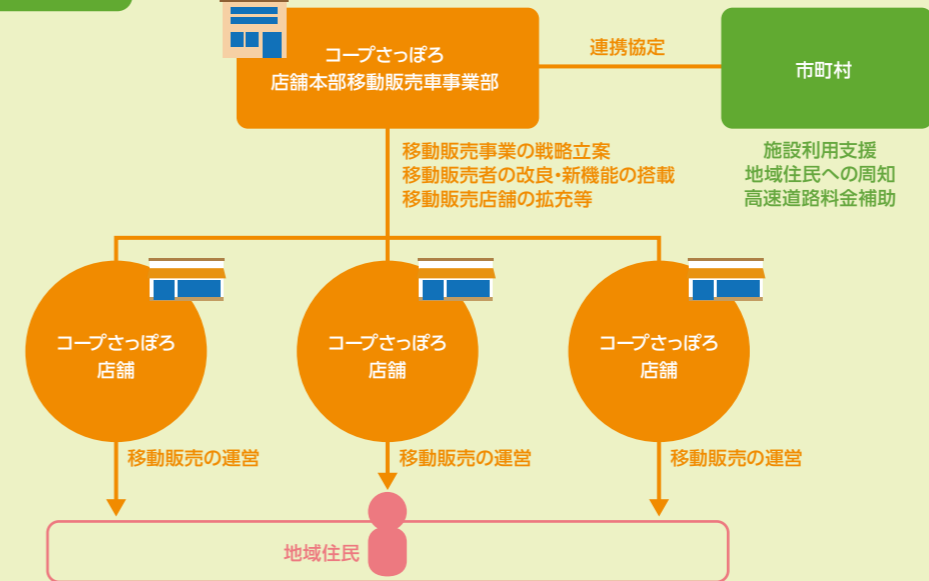 コープさっぽろ
店舗本部移動販売車事業部
連携協定
市町村
移動販売事業の戦略立案
移動販売者の改良・新機能の搭載
移動販売店舗の拡充等
施設利用支援
地域住民への周知
高速道路料金補助
コープさっぽろ
店舗
コープさっぽろ
店舗
コープさっぽろ
店舗
移動販売の運営
移動販売の運営
移動販売の運営
地域住民